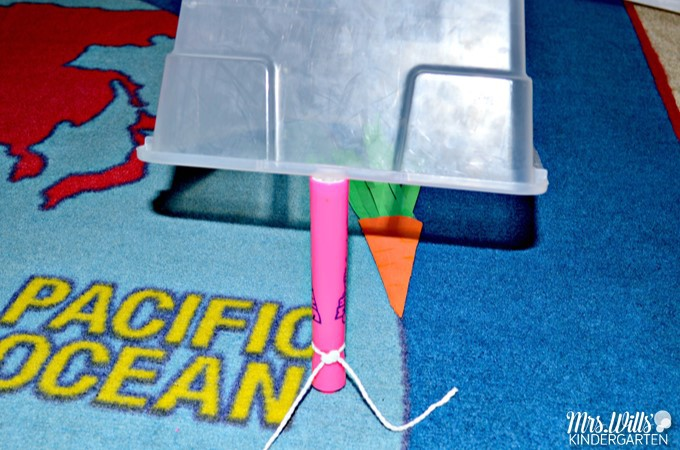 PACIFIC
OCEAN
Mrs. Wills'
KINDERGARTEN